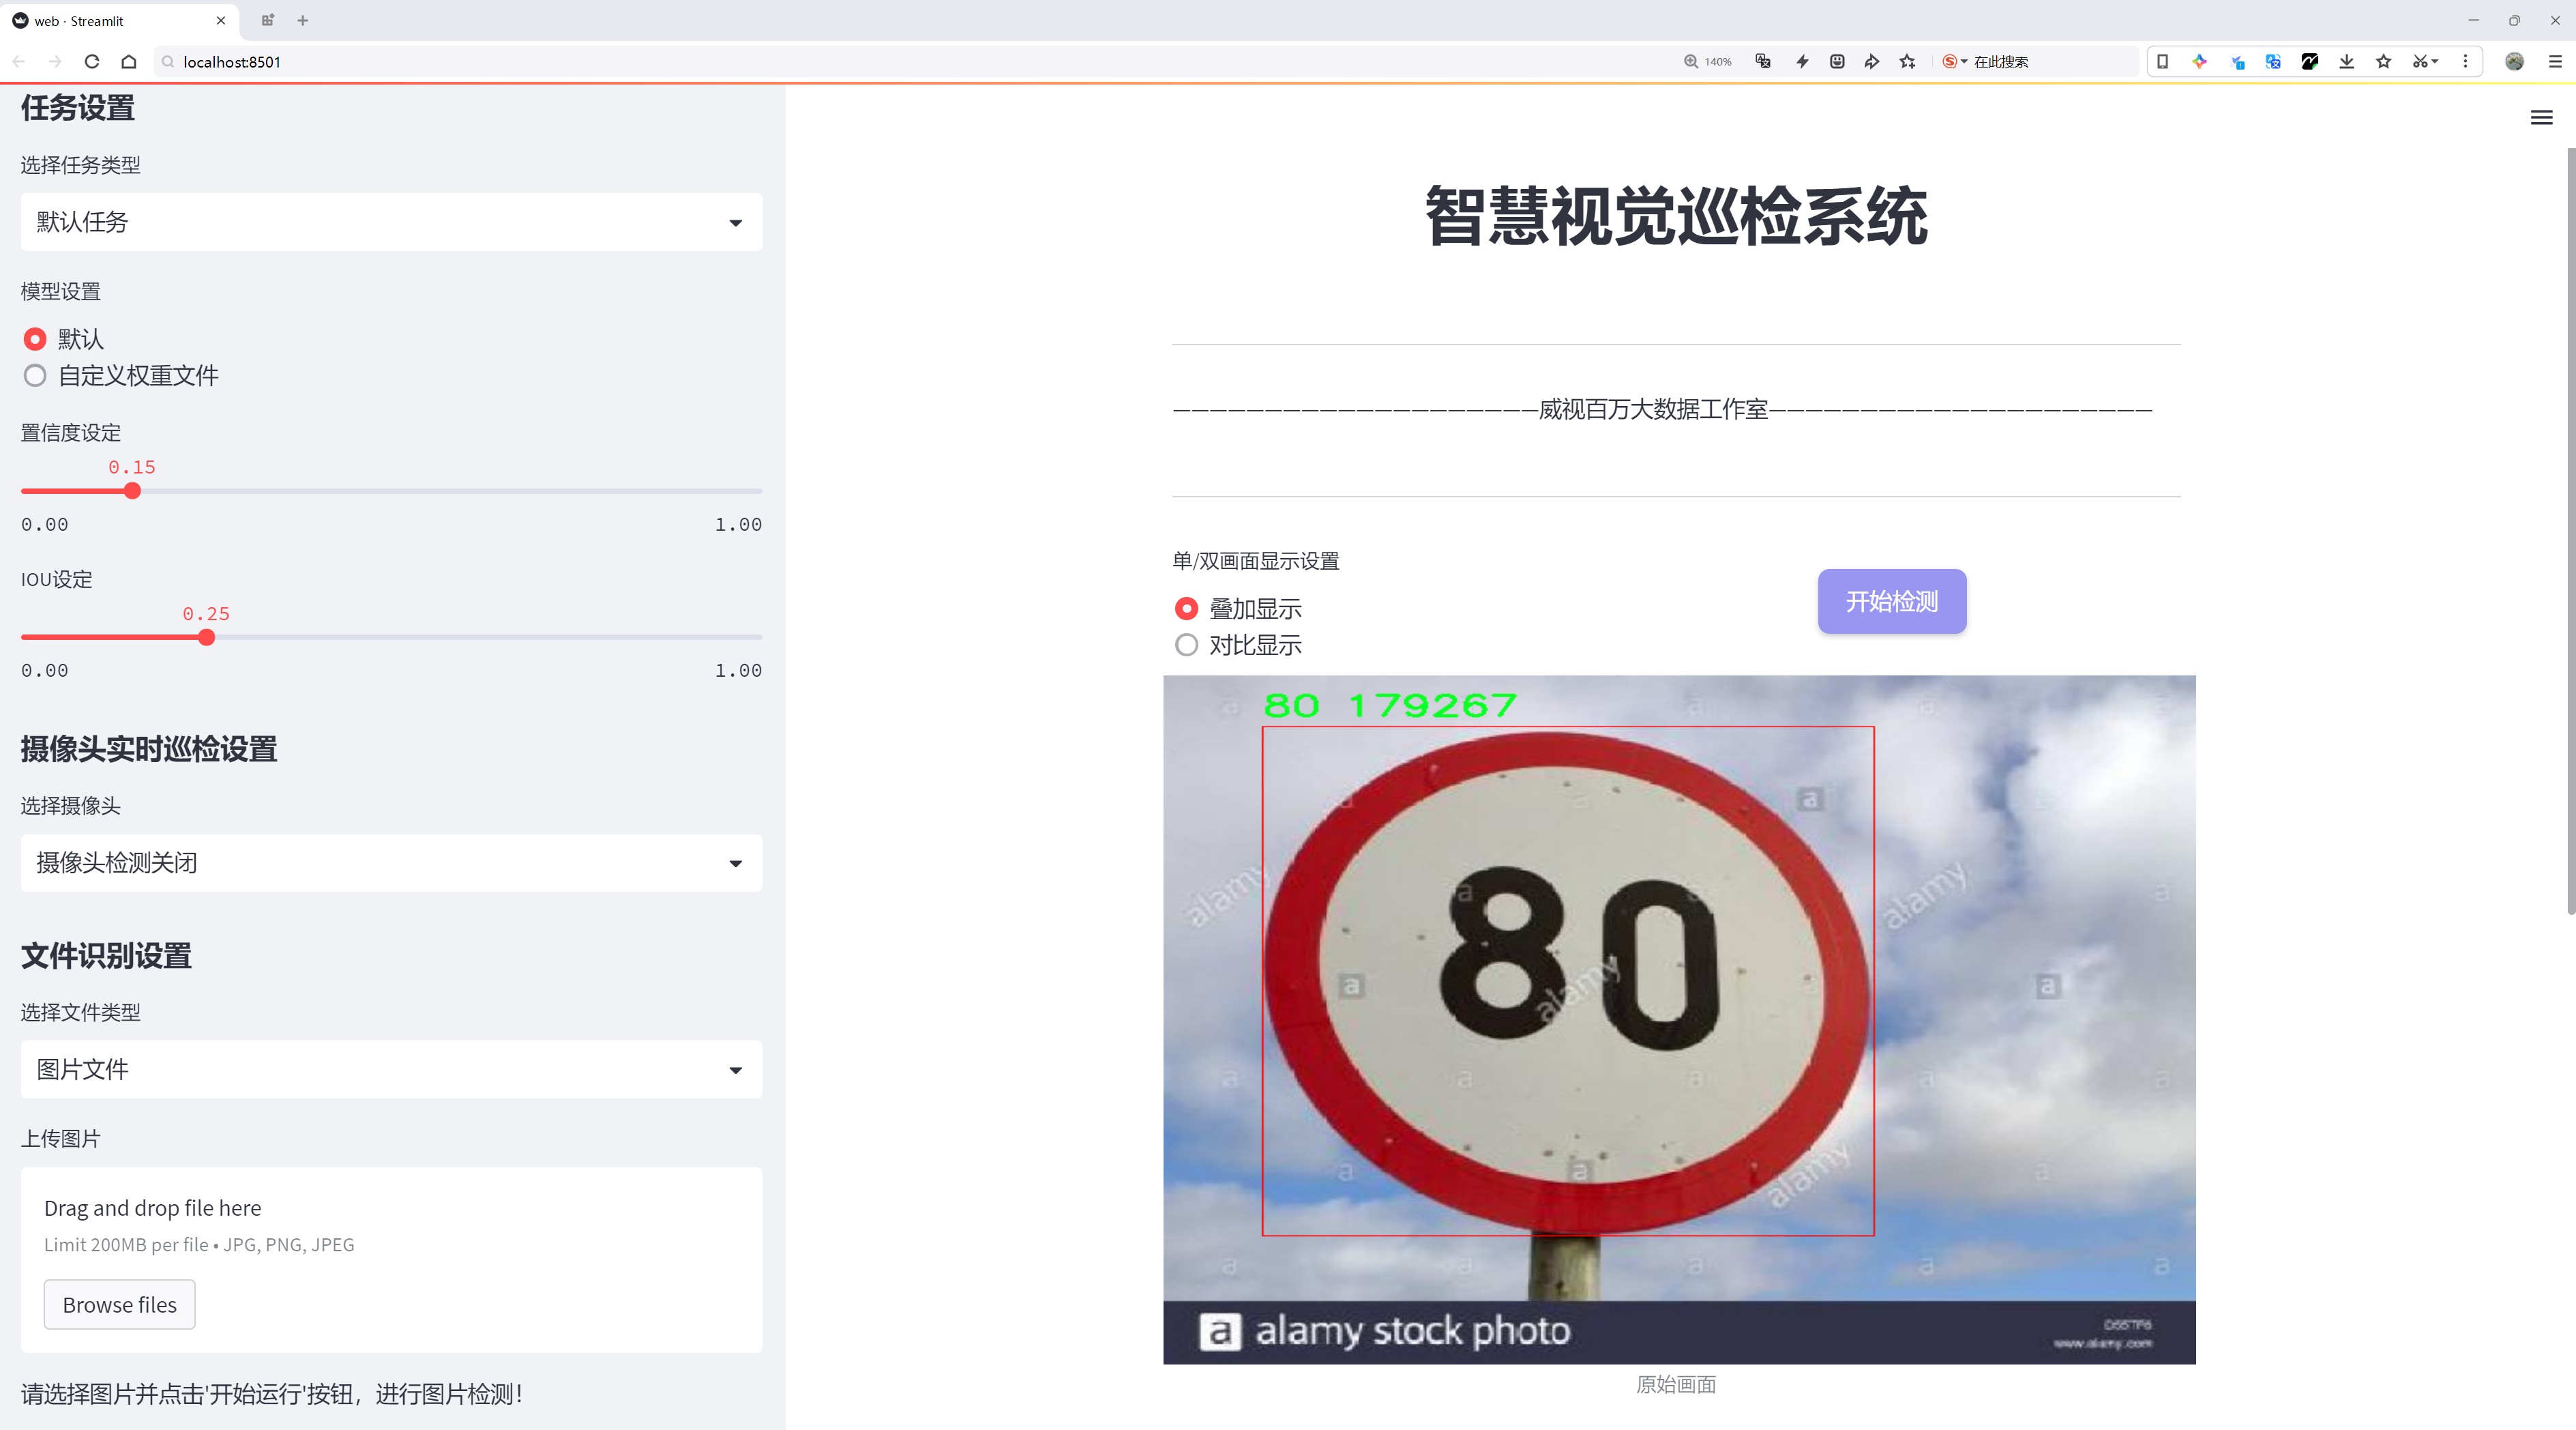 web · Streamlit
localhost:8501
140%
在此搜索
任务设置
选择任务类型
默认任务
模型设置
默认
自定义权重文件
置信度设定
0.15
0.00 1.00
IOU设定
0.25
0.00 1.00
摄像头实时巡检设置
选择摄像头
摄像头检测关闭
文件识别设置
选择文件类型
图片文件
上传图片
Drag and drop file here
Limit 200MB per file • JPG, PNG, JPEG
Browse files
请选择图片并点击'开始运行'按钮，进行图片检测！
智慧视觉巡检系统
————————————————————威视百万大数据工作室—————————————————————
单/双画面显示设置
叠加显示
对比显示
开始检测
80 179267
80
alamy
alamy
alamy
alamy
a alamy stock photo
www.alamy.com
原始画面